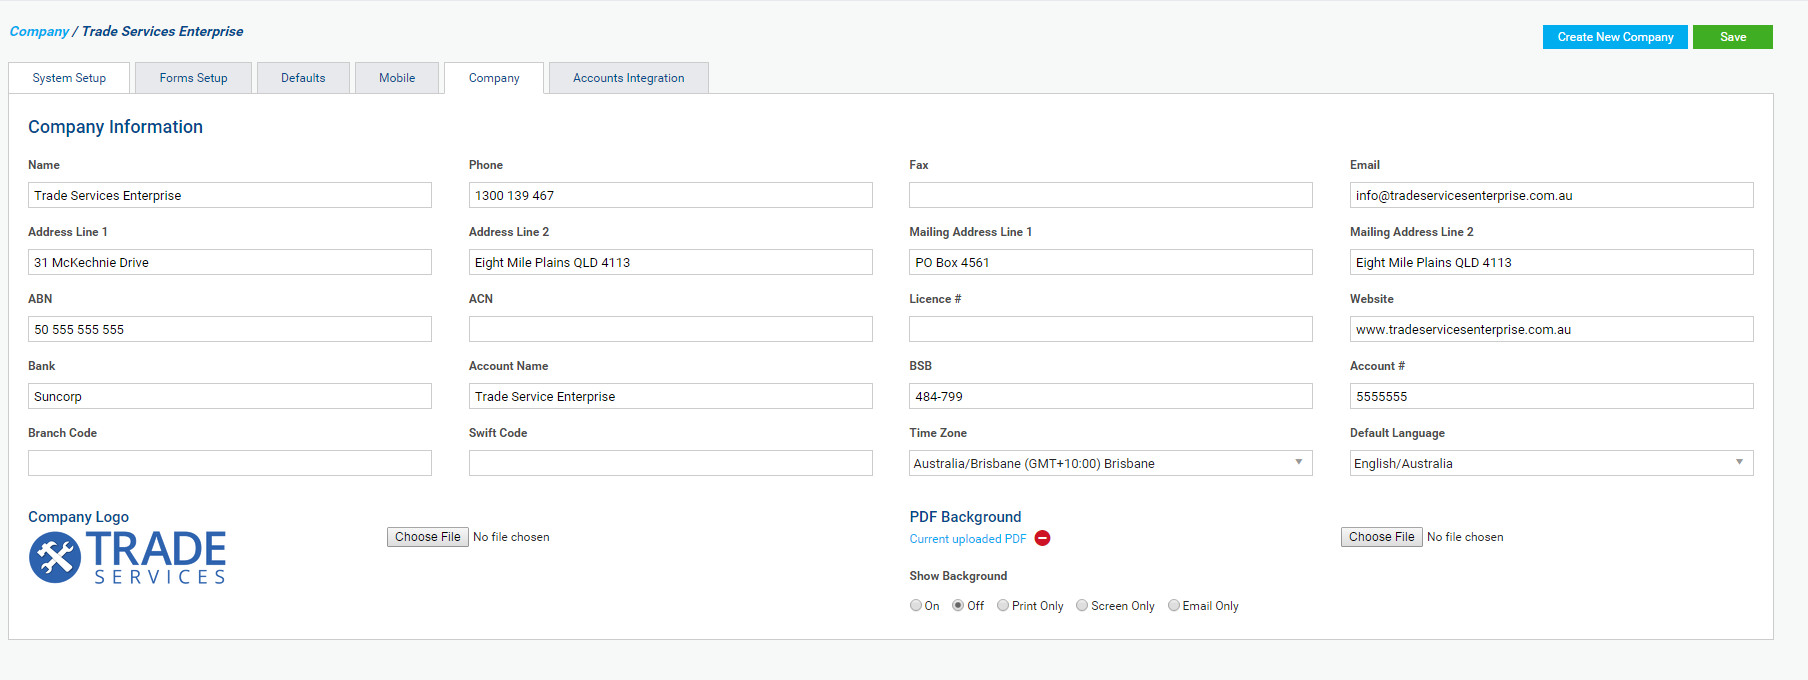 Company / Trade Services Enterprise
Create New Company Save
System Setup Forms Setup Defaults Mobile Company Accounts Integration
Company Information
Name Phone Fax Email
Trade Services Enterprise 1300 139 467 info@tradeservicesenterprise.com.au
Address Line 1 Address Line 2 Mailing Address Line 1 Mailing Address Line 2
31 McKechnie Drive Eight Mile Plains QLD 4113 PO Box 4561 Eight Mile Plains QLD 4113
ABN ACN Licence # Website
50 555 555 555 www.tradeservicesenterprise.com.au
Bank Account Name BSB Account #
Suncorp Trade Service Enterprise 484-799 5555555
Branch Code Swift Code Time Zone Default Language
Australia/Brisbane (GMT+10:00) Brisbane English/Australia
Company Logo PDF Background
TRADE Choose File No file chosen Current uploaded PDF Choose File No file chosen
SERVICES Show Background
On Off Print Only Screen Only Email Only